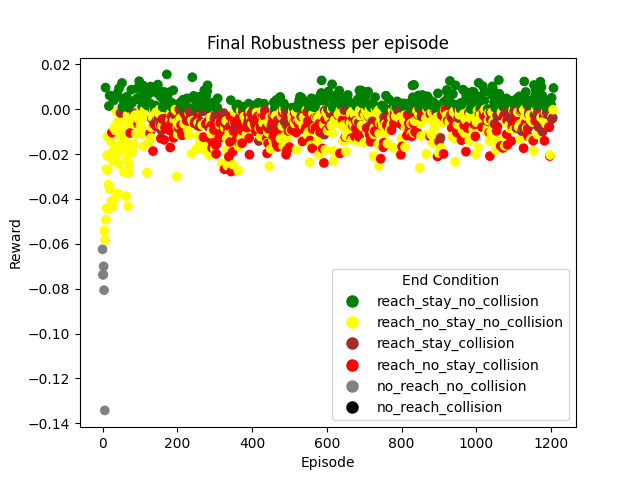 Final Robustness per episode
0.02
0.00
−0.02
−0.04
−0.06
−0.08
−0.10
−0.12
−0.14
Reward
End Condition
reach_stay_no_collision
reach_no_stay_no_collision
reach_stay_collision
reach_no_stay_collision
no_reach_no_collision
no_reach_collision
0 200 400 600 800 1000 1200
Episode